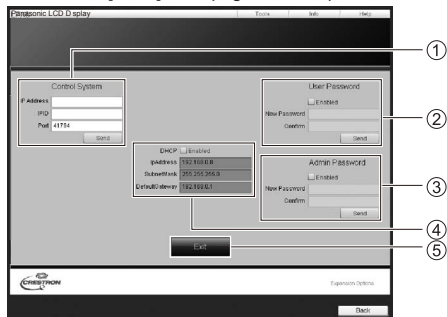 Panasonic LCD Display
Tools Info Help
①
Control System
IP Address
IPID
Port 41794
Send
User Password
Enabled
New Password
Confirm
Send
②
DHCP Enabled
IpAddress 192.168.0.8
SubnetMask 255.255.255.0
DefaultGateway 192.168.0.1
Admin Password
Enabled
New Password
Confirm
Send
③
④
Exit
⑤
CRESTRON
Expansion Options
Back